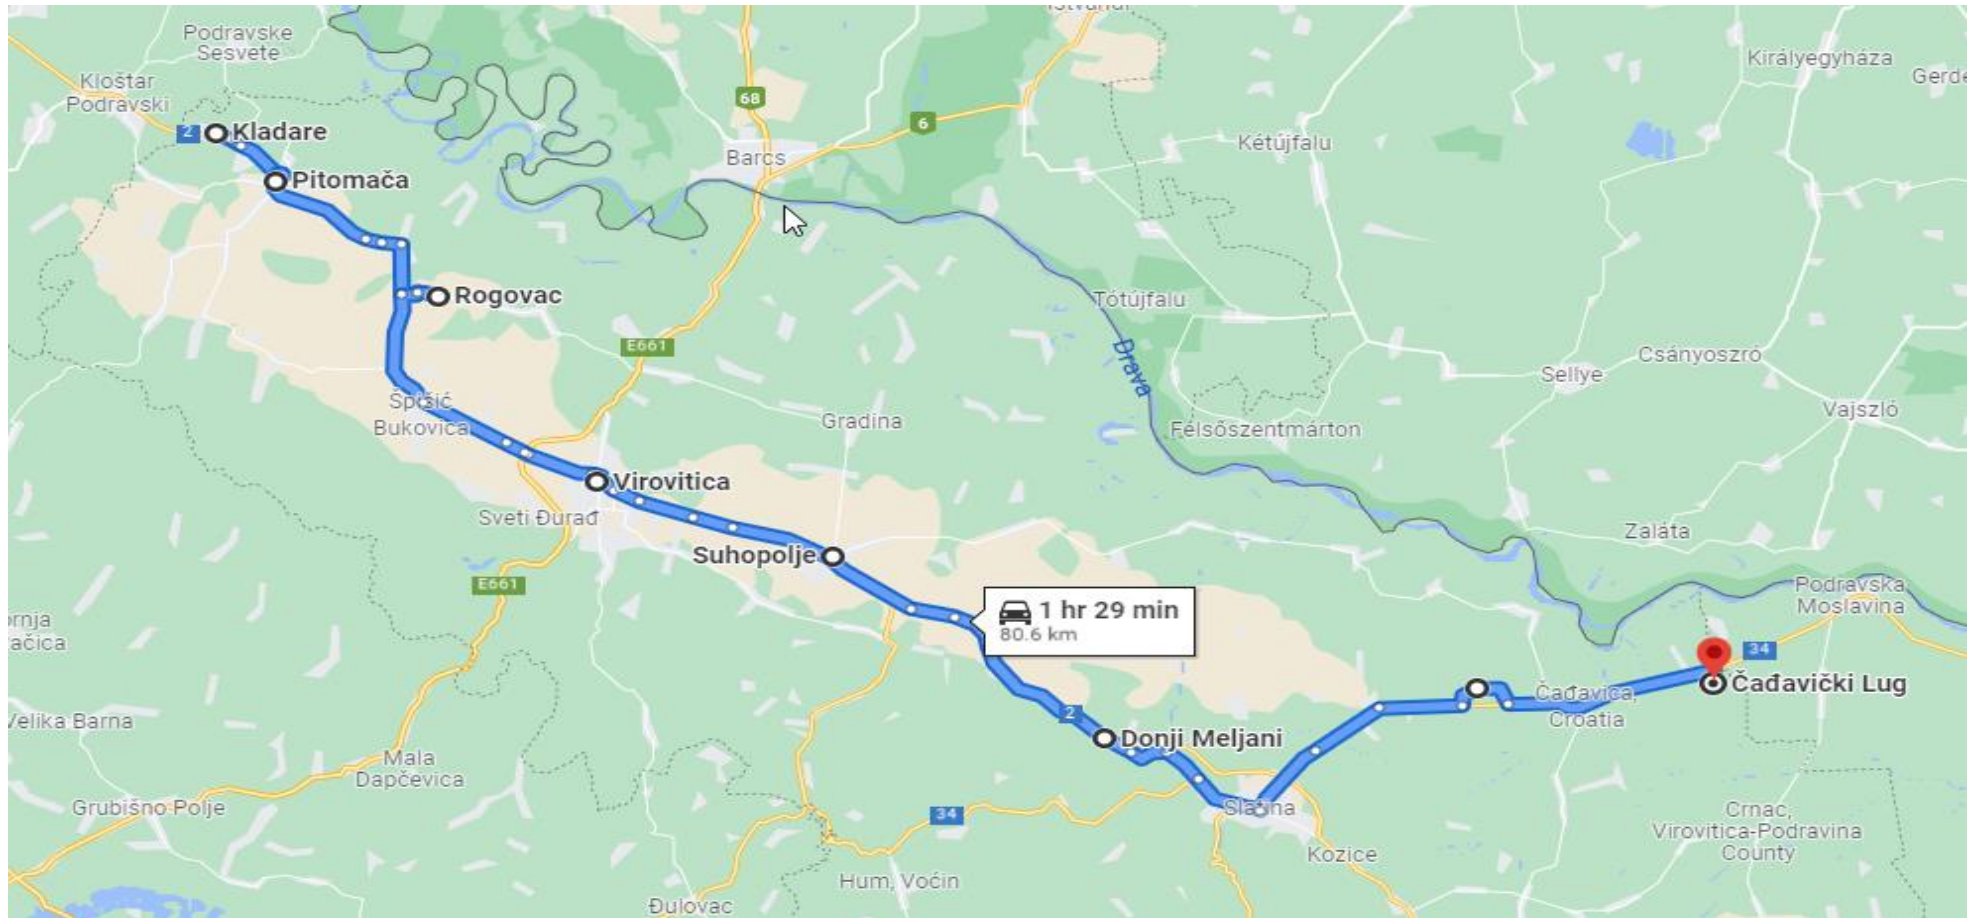 Istvándi
Podravske
Sesvete
Királyegyháza
Kloštar
Podravski
68
6
2
Kladare
Kétújfalu
Barcs
Pitomača
Rogovac
Tótújfalu
E661
Drava
Csányoszró
Sellye
Špišić
Bukovica
Gradina
Vajszló
Felsőszentmárton
Virovitica
Sveti Đurađ
Zaláta
Suhopolje
E661
Podravska
Moslavina
1 hr 29 min
80.6 km
34
Čađavički Lug
Čađavica,
Croatia
2
Velika Barna
Donji Meljani
Mala
Dapčevica
Grubišno Polje
34
Slatina
Crnac,
Virovitica-Podravina
County
Kozice
Hum, Voćin
Đulovac